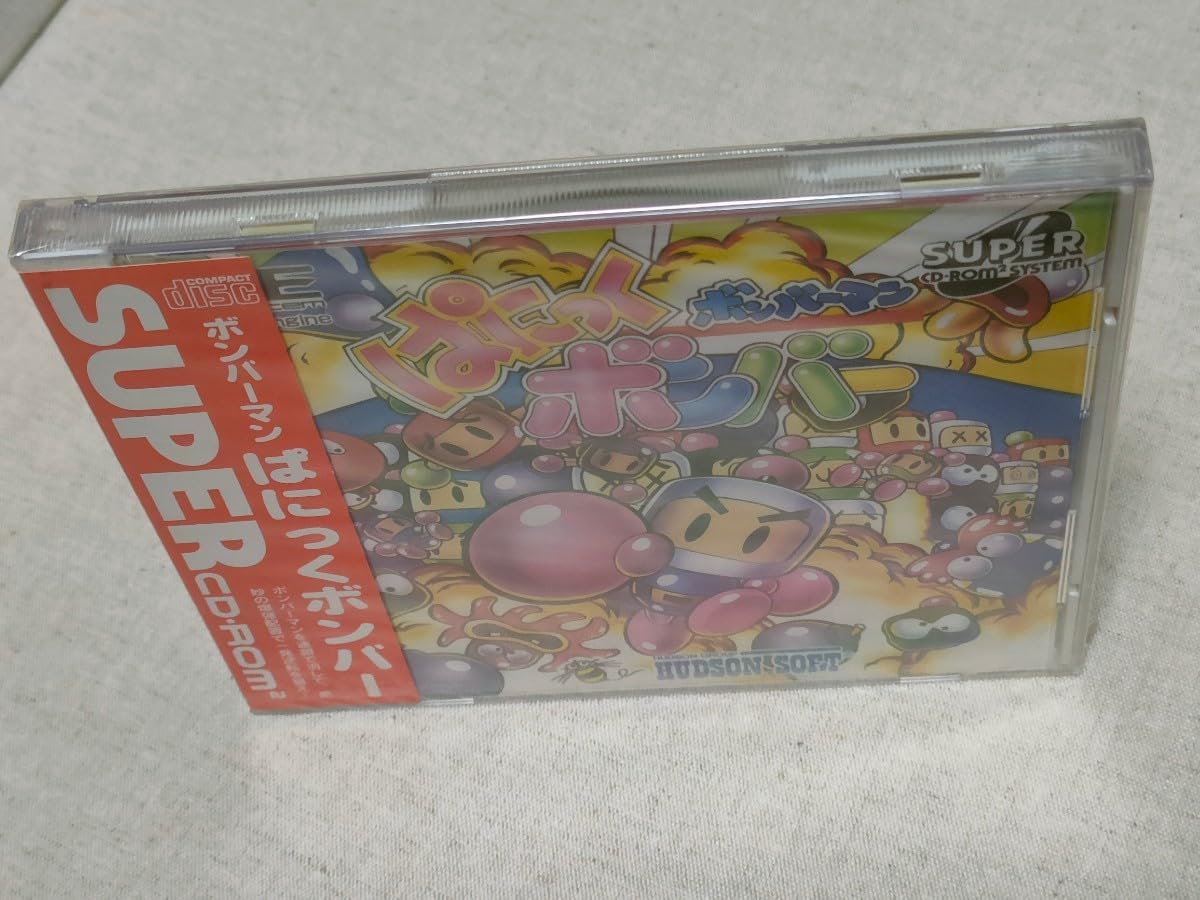 COMPACT
disc
SUPER CD-ROM2
ボンバーマン ぱにっくボンバー
Engine
SUPER
CD-ROM2 SYSTEM
ボンバーマン
ぱにっく
ボンバー
HUDSON SOFT